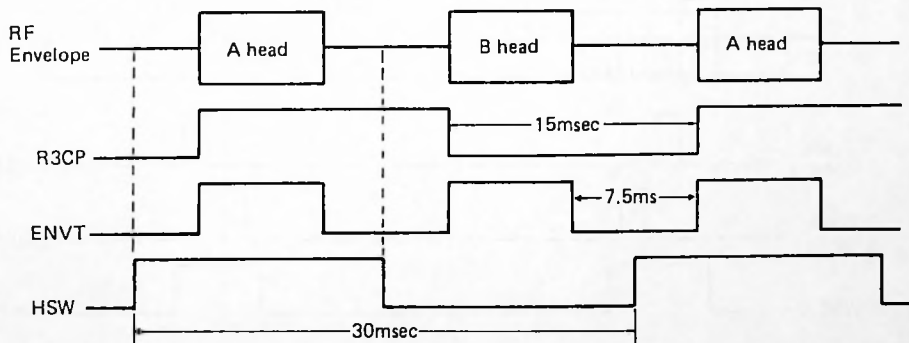 RF
Envelope
A head
B head
A head
R3CP
15msec
ENVT
7.5ms
HSW
30msec